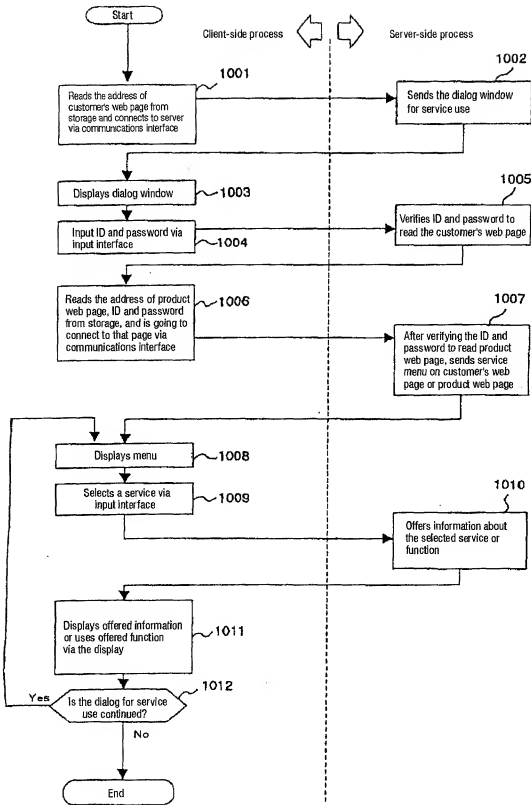 Start
Client-side process
Server-side process
1001
Reads the address of
customer's web page from
storage and connects to server
via communications interface
1002
Sends the dialog window
for service use
Displays dialog window
1003
Input ID and password via
input interface
1004
1005
Verifies ID and password to
read the customer's web page
Reads the address of product
web page, ID and password
from storage, and is going to
connect to that page via
communications interface
1006
1007
After verifying the ID and
password to read product
web page, sends service
menu on customer's web
page or product web page
Displays menu
1008
Selects a service via
input interface
1009
1010
Offers information about
the selected service or
function
Displays offered information
or uses offered function
via the display
1011
1012
Yes
Is the dialog for service
use continued?
No
End